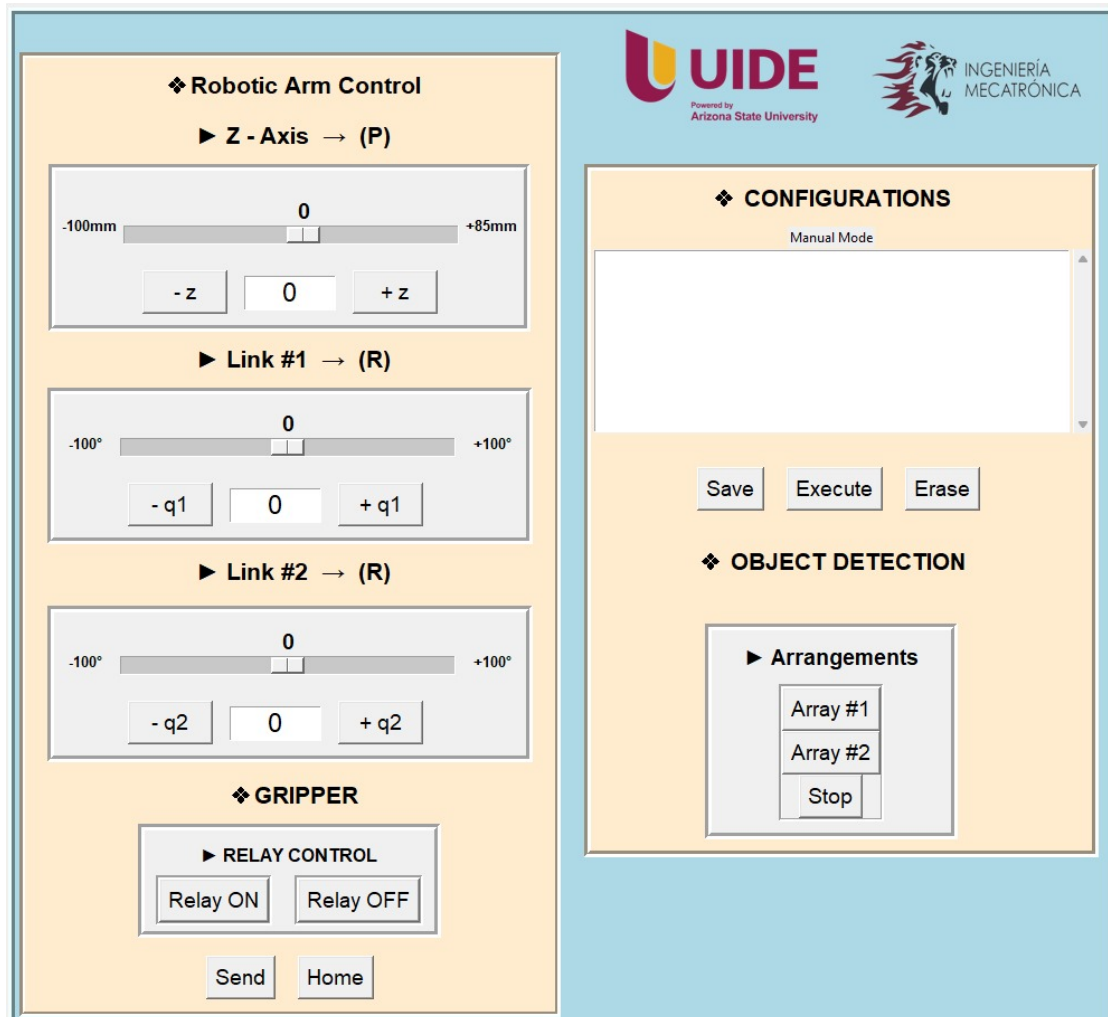 ❖ Robotic Arm Control
► Z - Axis → (P)
0
-100mm
+85mm
- z
0
+ z
► Link #1 → (R)
0
-100°
+100°
- q1
0
+ q1
► Link #2 → (R)
0
-100°
+100°
- q2
0
+ q2
❖ GRIPPER
► RELAY CONTROL
Relay ON
Relay OFF
Send
Home
UIDE
Powered by
Arizona State University
INGENIERÍA
MECATRÓNICA
❖ CONFIGURATIONS
Manual Mode
Save
Execute
Erase
❖ OBJECT DETECTION
► Arrangements
Array #1
Array #2
Stop